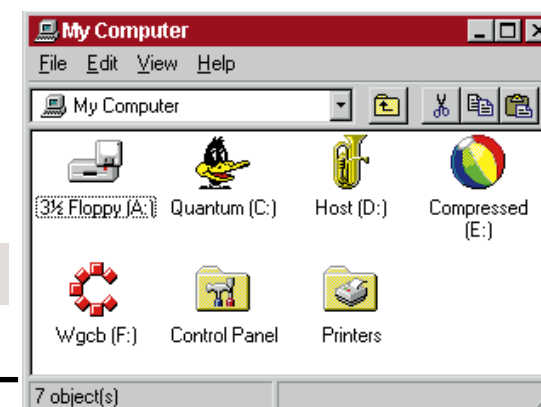 My Computer
File Edit View Help
My Computer
3½ Floppy (A:) Quantum (C:) Host (D:) Compressed (E:)
Wgcb (F:) Control Panel Printers
7 object(s)